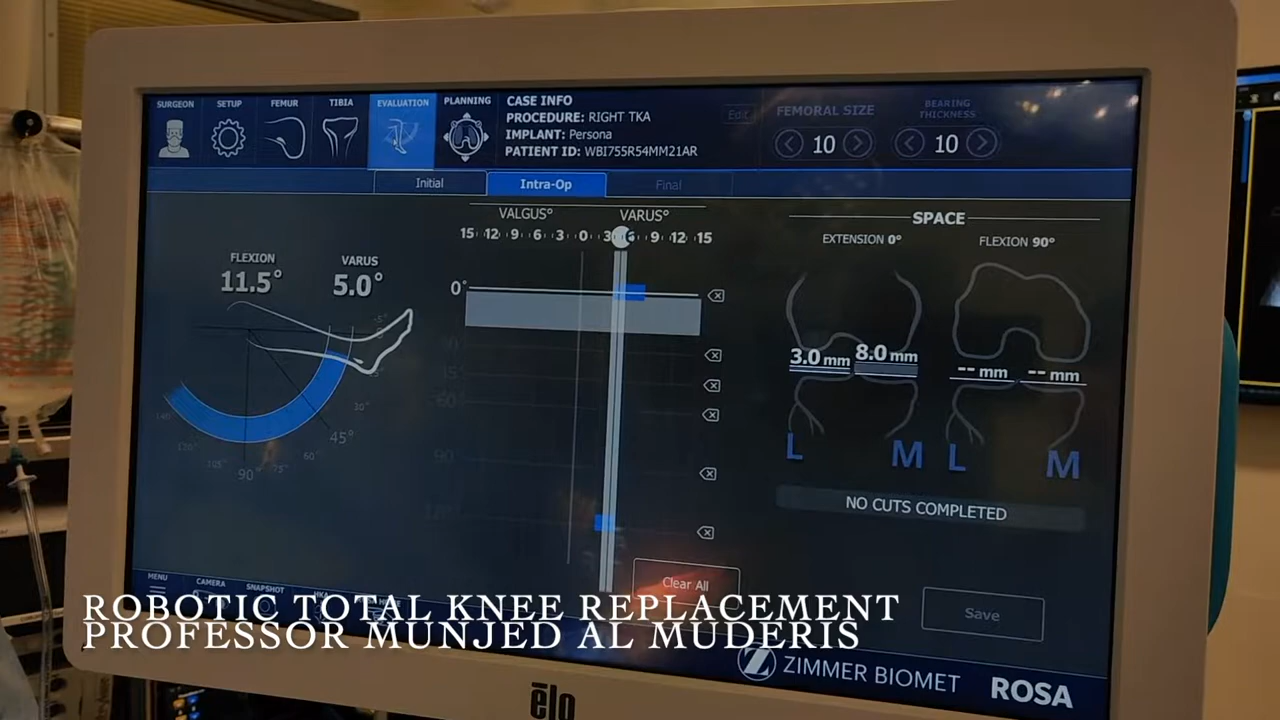 SURGEON SETUP FEMUR TIBIA EVALUATION PLANNING
CASE INFO
PROCEDURE: RIGHT TKA
IMPLANT: Persona
PATIENT ID: WBI755R54MM21AR
Edit
FEMORAL SIZE
10
BEARING
THICKNESS
10
Initial Intra-Op Final
FLEXION
11.5°
VARUS
5.0°
45°
60°
75°
90°
VALGUS° VARUS°
15 12 9 6 3 0 3 6 9 12 15
0°
SPACE
EXTENSION 0° FLEXION 90°
3.0 mm 8.0 mm -- mm -- mm
L M L M
NO CUTS COMPLETED
Clear All
Save
MENU CAMERA SNAPSHOT
ROBOTIC TOTAL KNEE REPLACEMENT
PROFESSOR MUNJED AL MUDERIS
ZIMMER BIOMET ROSA
elo